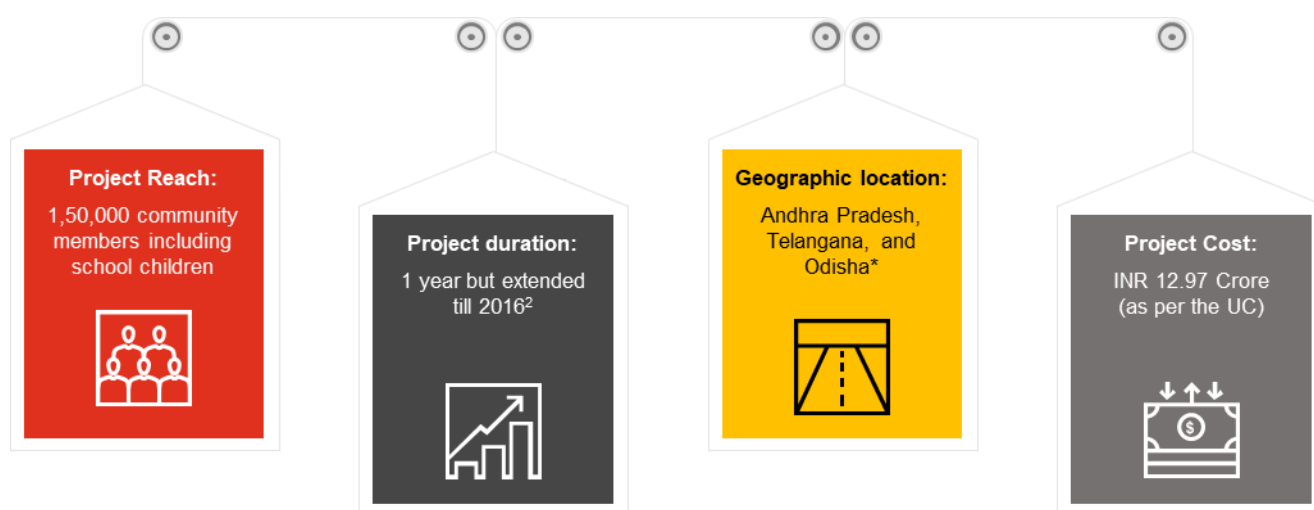 Project Reach:
1,50,000 community
members including
school children
Project duration:
1 year but extended
till 2016²
Geographic location:
Andhra Pradesh,
Telangana, and
Odisha*
Project Cost:
INR 12.97 Crore
(as per the UC)
$